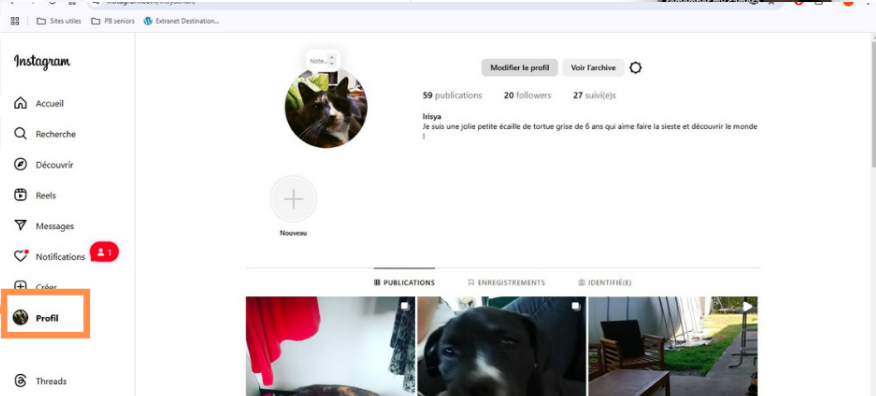 Sites utiles PB seniors Extranet Destination...
Instagram
Note...
Modifier le profil Voir l'archive
59 publications 20 followers 27 suivi(e)s
Irisya
Je suis une jolie petite écaille de tortue grise de 6 ans qui aime faire la sieste et découvrir le monde
!
Accueil
Recherche
Découvrir
Reels
Messages
Notifications 1
Créer
Profil
Threads
Nouveau
PUBLICATIONS ENREGISTREMENTS IDENTIFIÉ(E)